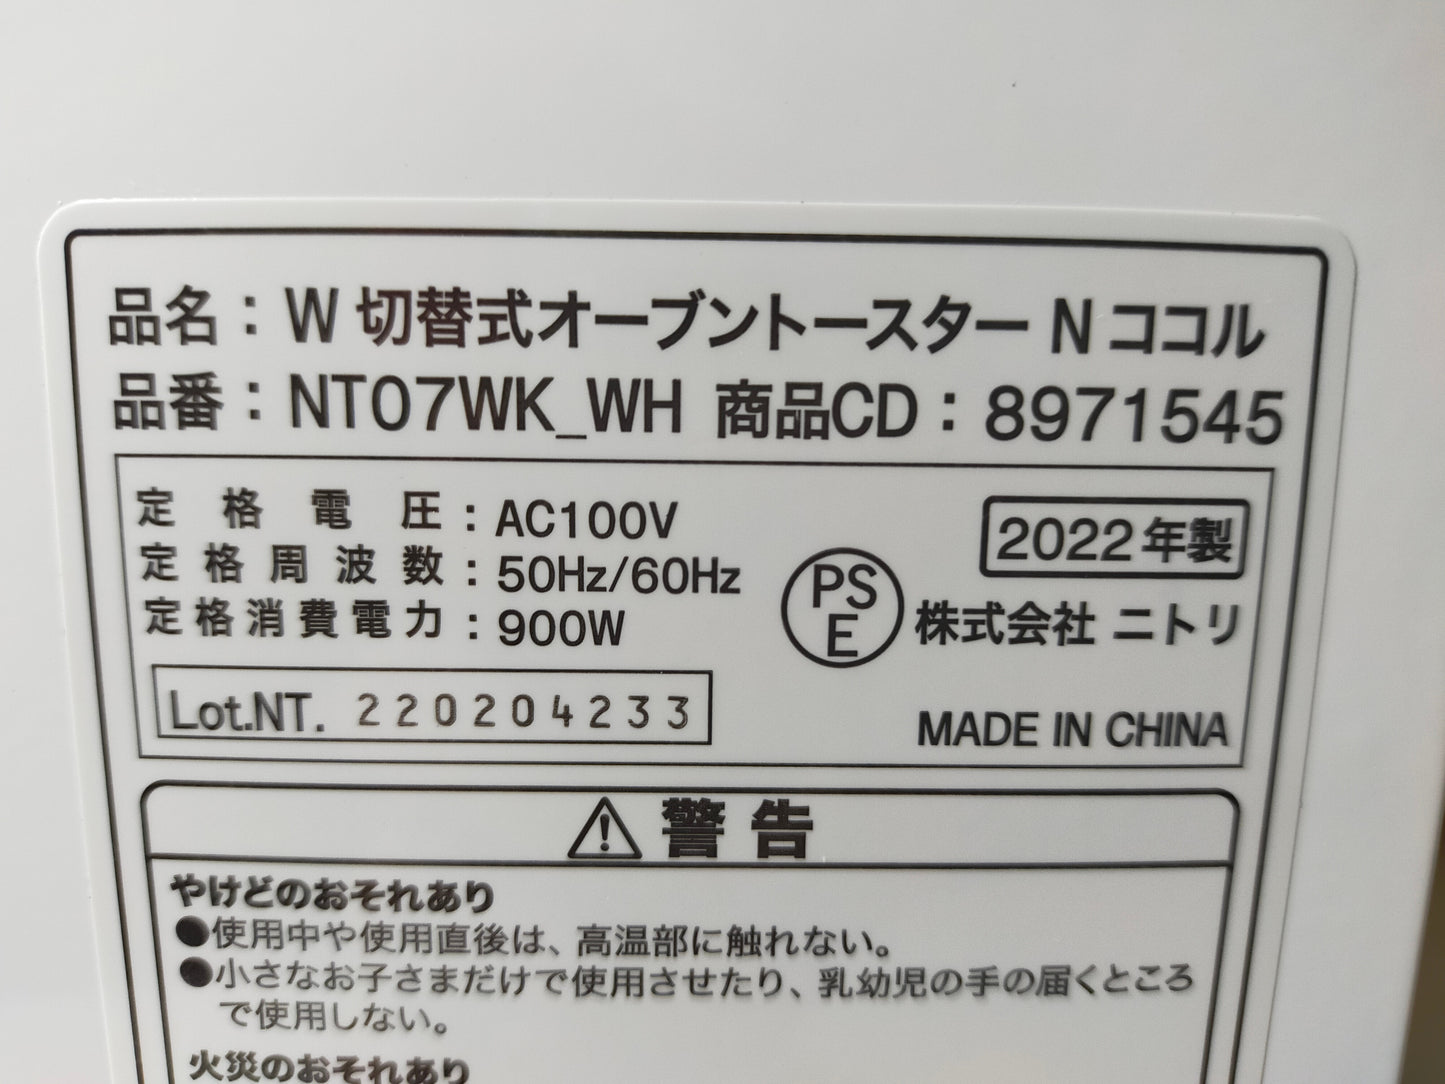 品名：W 切替式オーブントースター N ココル
品番：NT07WK_WH 商品CD：8971545
定格電圧：AC100V
定格周波数：50Hz/60Hz
定格消費電力：900W
2022年製
PS
E
株式会社 ニトリ
Lot.NT. 220204233
MADE IN CHINA
警告
やけどのおそれあり
●使用中や使用直後は、高温部に触れない。
●小さなお子さまだけで使用させたり、乳幼児の手の届くところ
で使用しない。
火災のおそれあり